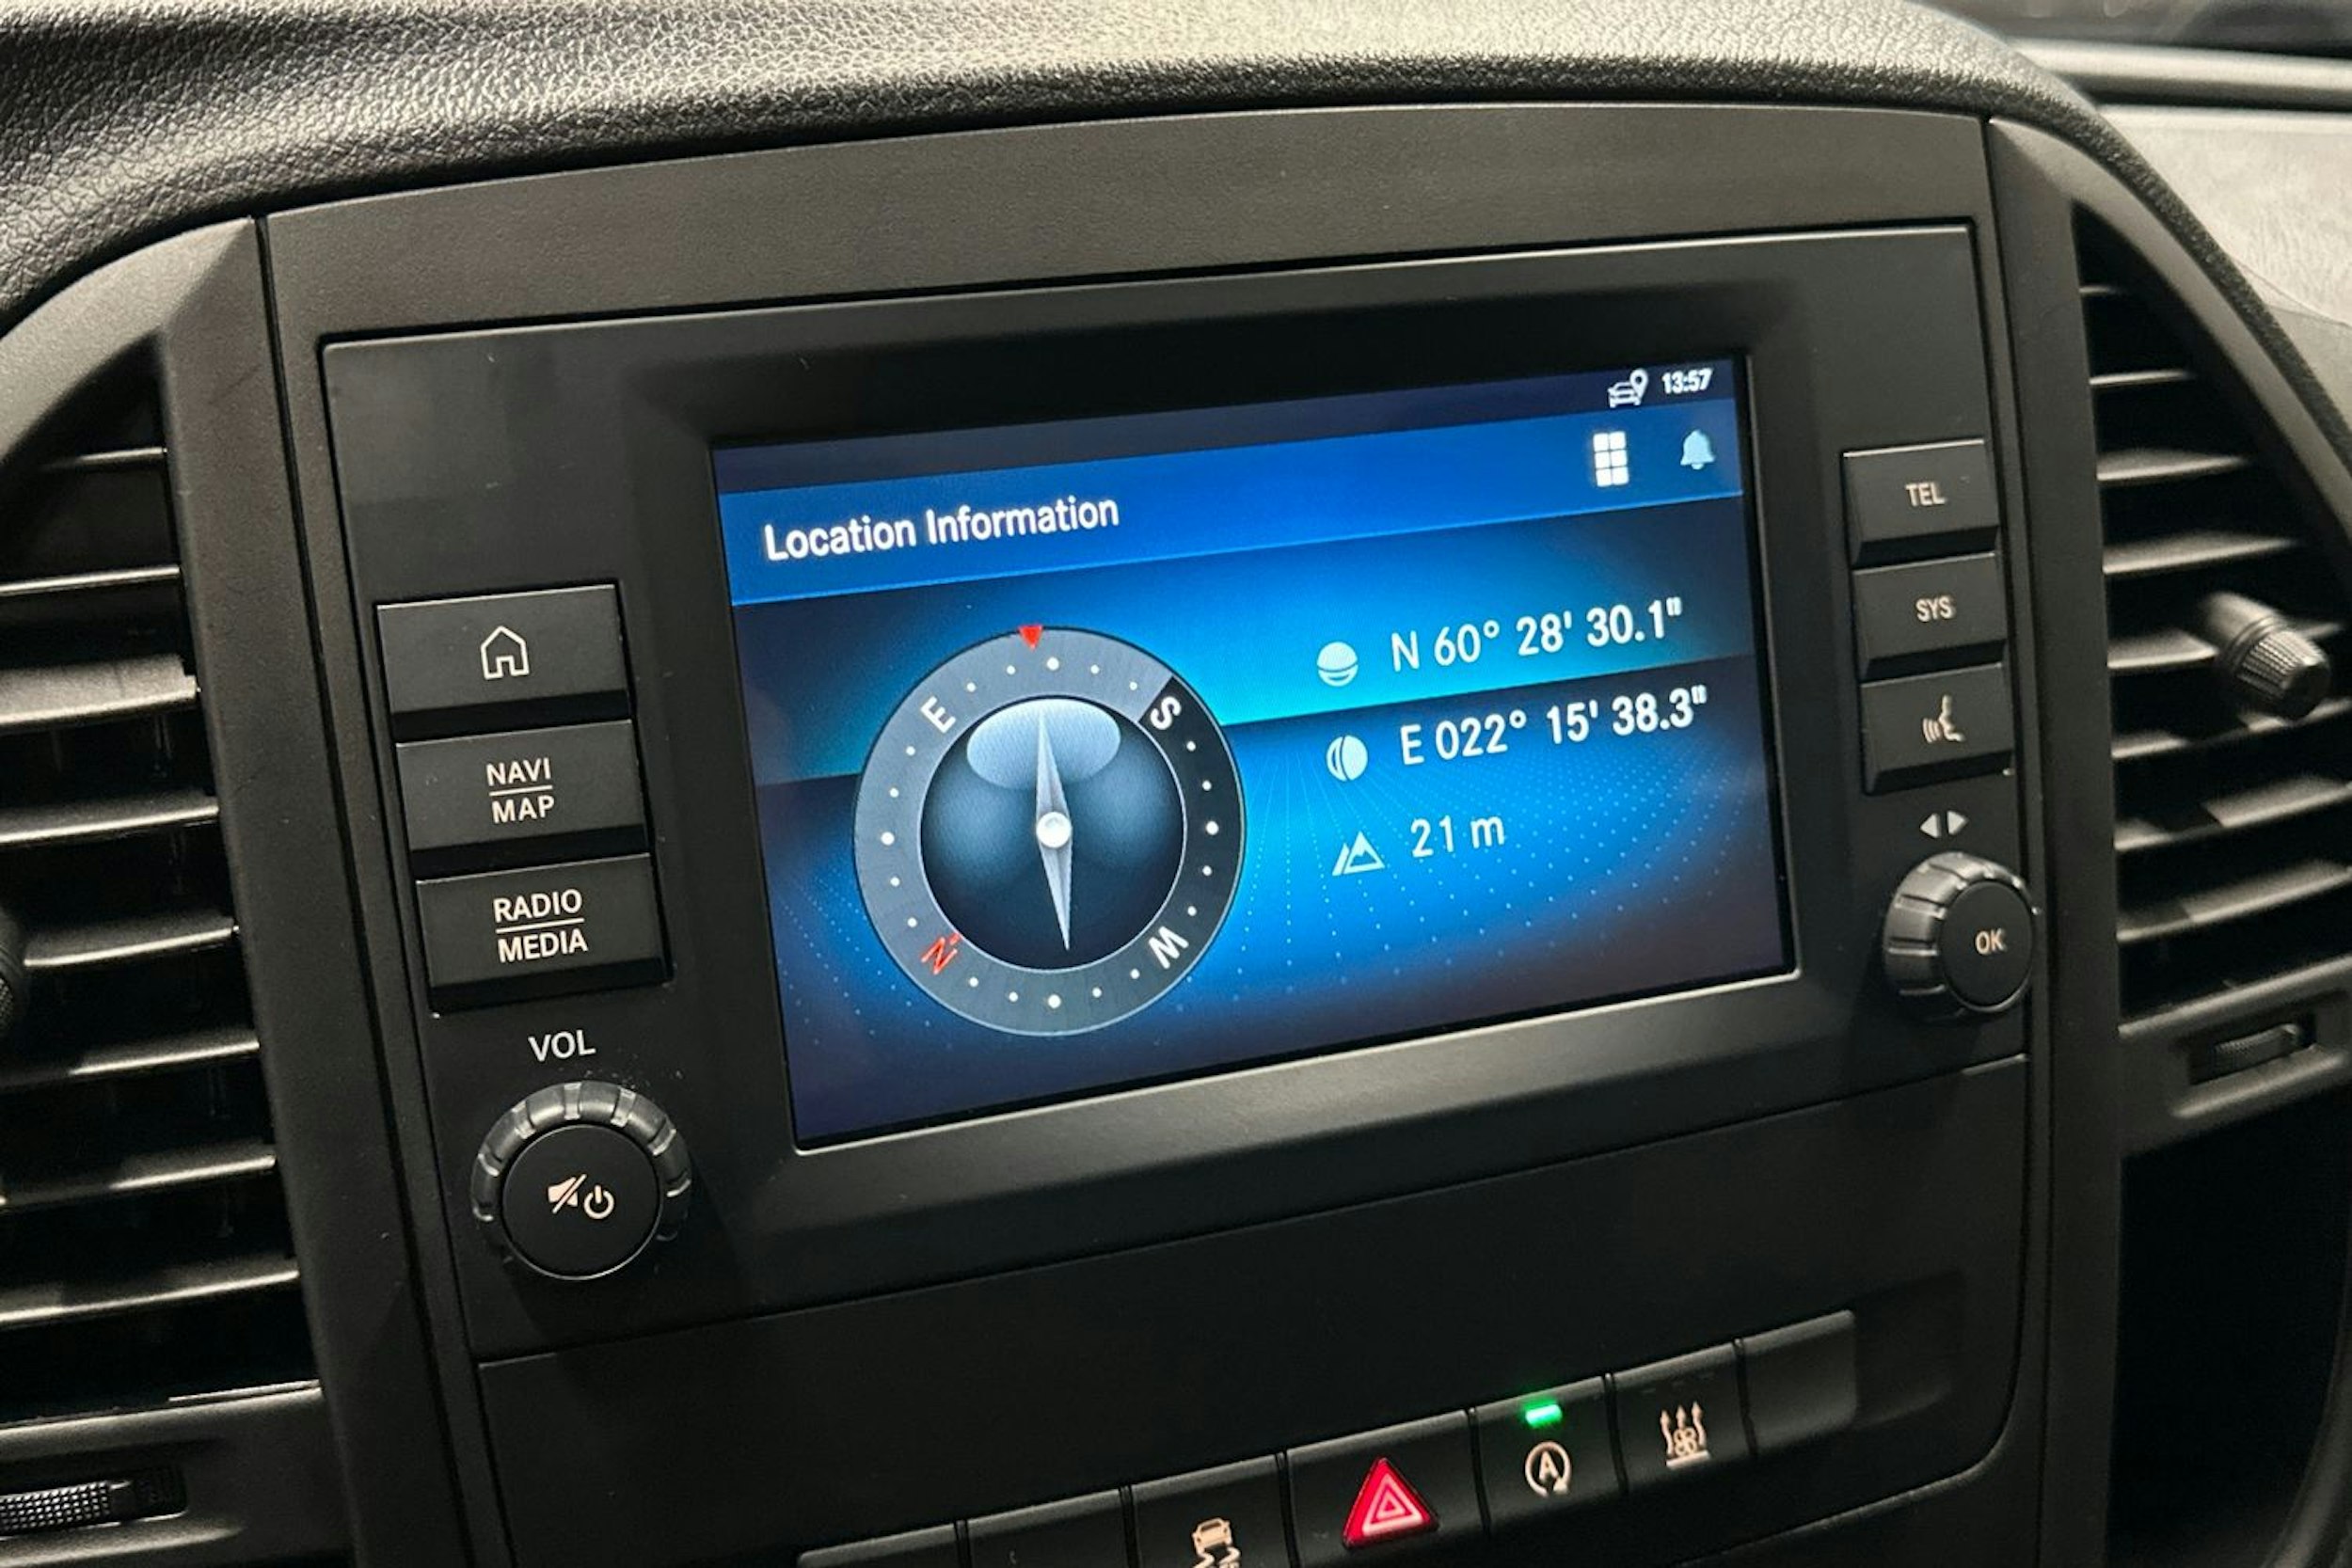 13:57
Location Information
N 60° 28' 30.1"
E 022° 15' 38.3"
21 m
E
S
N
W
NAVI
MAP
RADIO
MEDIA
VOL
TEL
SYS
OK
A